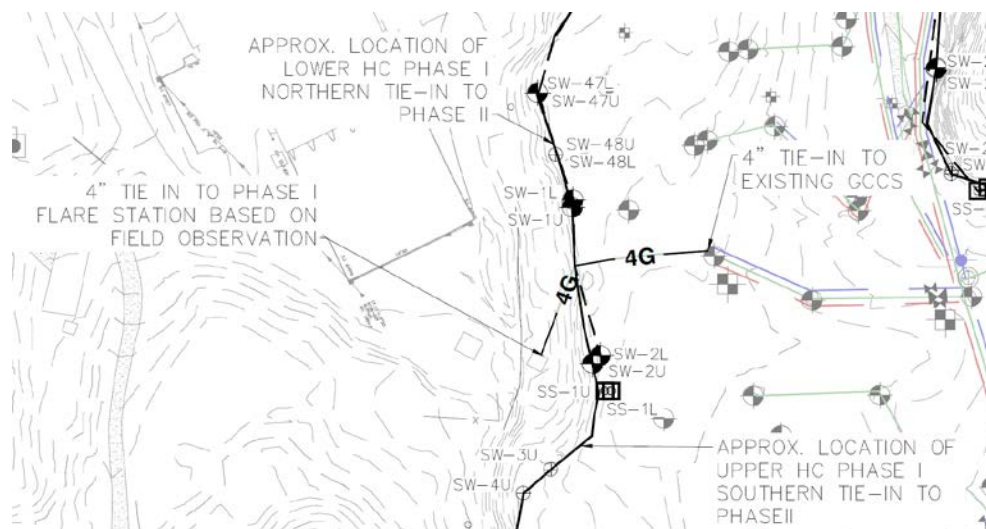 APPROX. LOCATION OF
LOWER HC PHASE I
NORTHERN TIE-IN TO
PHASE II
SW-47L
SW-47U
SW-48U
SW-48L
4" TIE-IN TO
EXISTING GCCS
4" TIE IN TO PHASE I
FLARE STATION BASED ON
FIELD OBSERVATION
SW-1L
SW-1U
4G
4G
SW-2L
SW-2U
SS-1U
SS-1L
SW-3U
SW-4U
APPROX. LOCATION OF
UPPER HC PHASE I
SOUTHERN TIE-IN TO
PHASEII